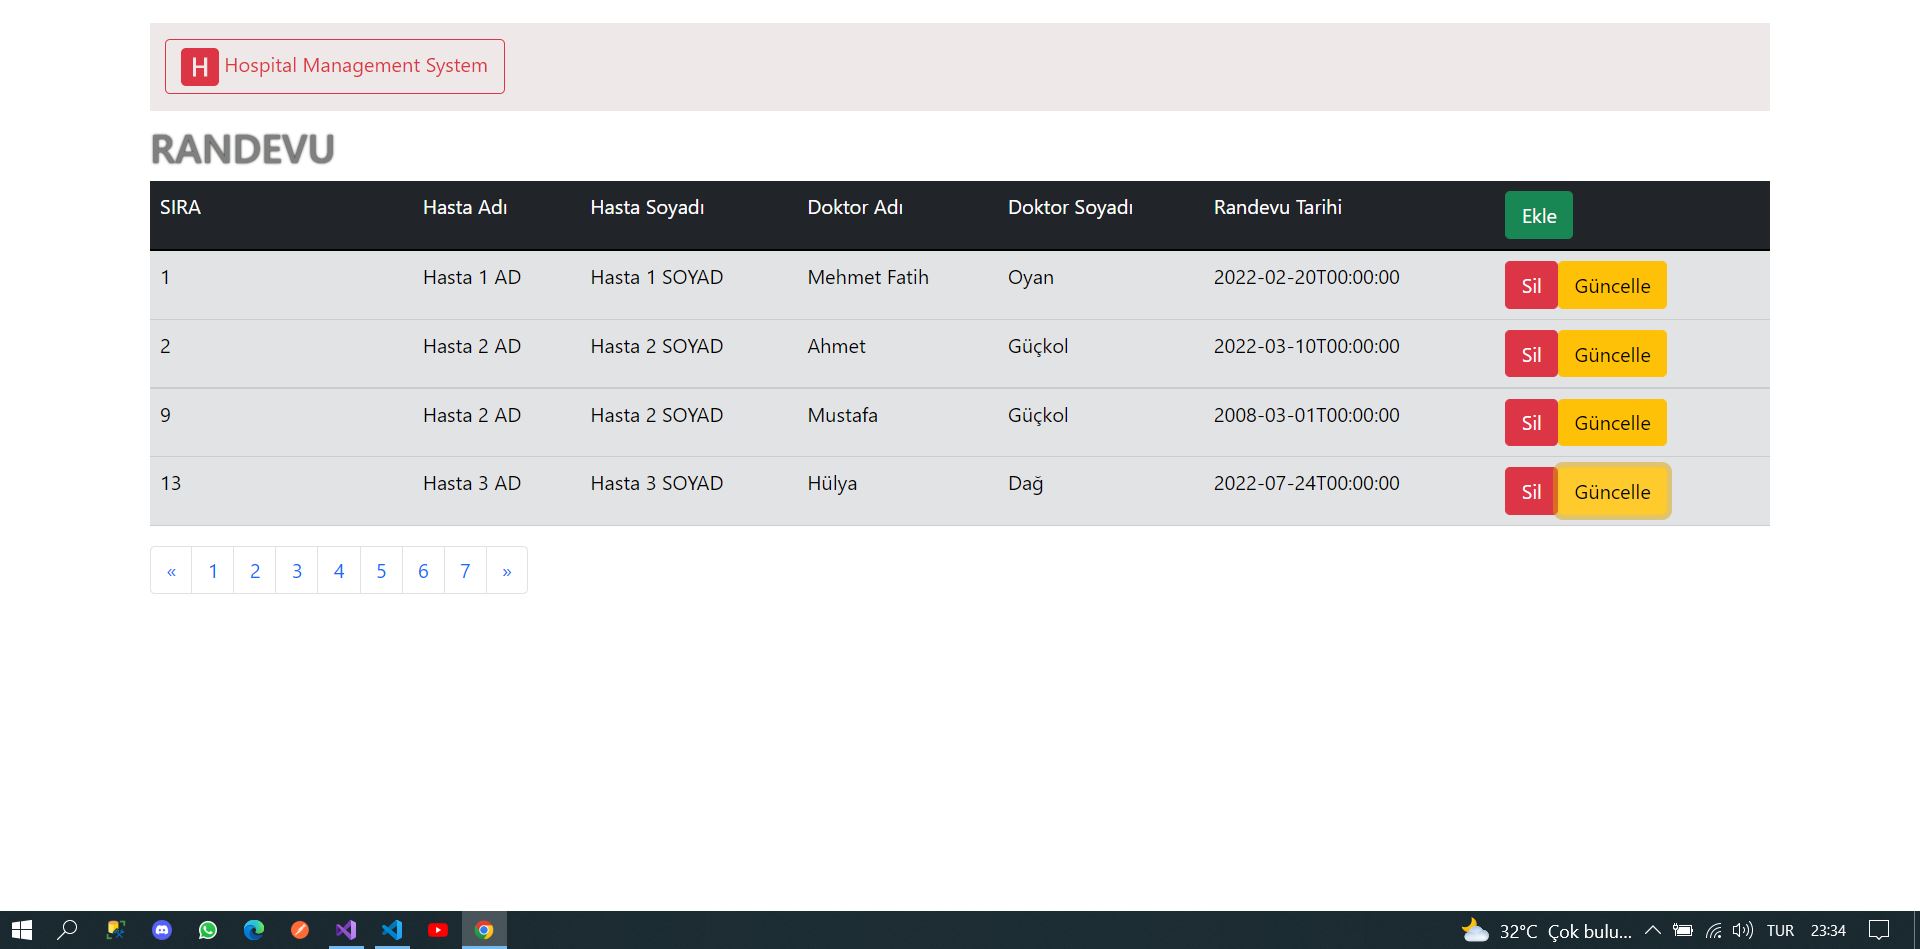 H Hospital Management System
RANDEVU
SIRA Hasta Adı Hasta Soyadı Doktor Adı Doktor Soyadı Randevu Tarihi Ekle
1 Hasta 1 AD Hasta 1 SOYAD Mehmet Fatih Oyan 2022-02-20T00:00:00 Sil Güncelle
2 Hasta 2 AD Hasta 2 SOYAD Ahmet Güçkol 2022-03-10T00:00:00 Sil Güncelle
9 Hasta 2 AD Hasta 2 SOYAD Mustafa Güçkol 2008-03-01T00:00:00 Sil Güncelle
13 Hasta 3 AD Hasta 3 SOYAD Hülya Dağ 2022-07-24T00:00:00 Sil Güncelle
« 1 2 3 4 5 6 7 »
32°C Çok bulu... TUR 23:34